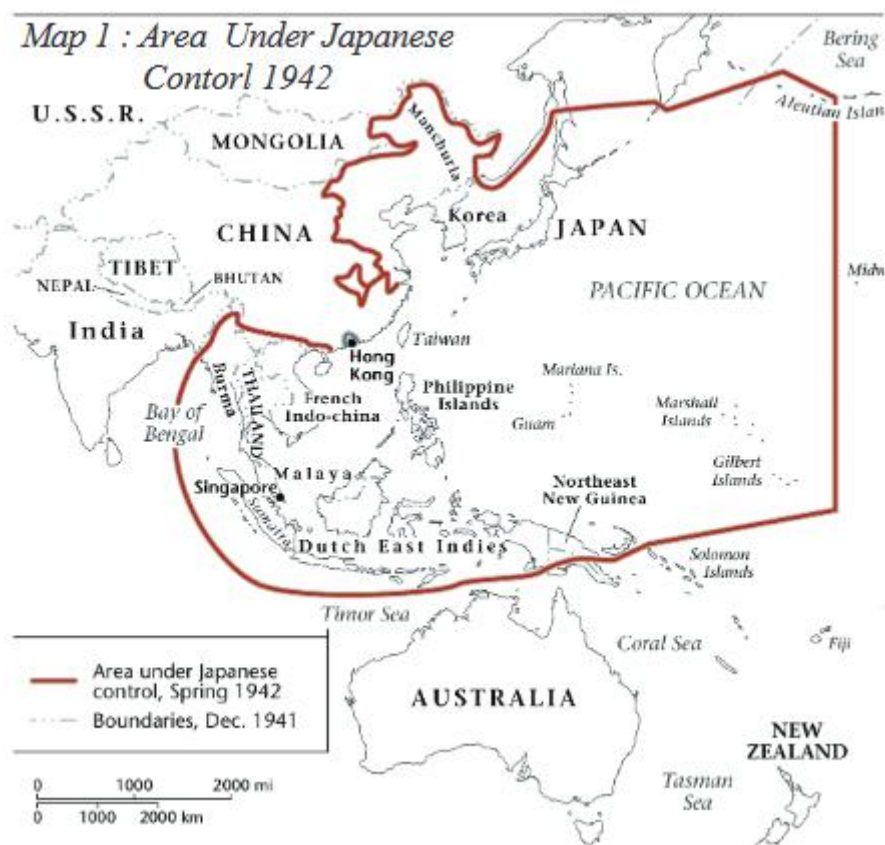 Map 1 : Area Under Japanese
Contorl 1942
Bering
Sea
U.S.S.R.
Aleutian Islan
MONGOLIA
Manchuria
Korea
JAPAN
CHINA
TIBET
NEPAL
BHUTAN
Midw
PACIFIC OCEAN
India
Taiwan
Hong
Kong
Burma
THAILAND
French
Indo-china
Philippine
Islands
Mariana Is.
Guam
Marshall
Islands
Bay of
Bengal
Gilbert
Islands
Malaya
Singapore
Sumatra
Northeast
New Guinea
Dutch East Indies
Solomon
Islands
Timor Sea
Coral Sea
Fiji
AUSTRALIA
NEW
ZEALAND
Tasman
Sea
Area under Japanese
control, Spring 1942
Boundaries, Dec. 1941
0 1000 2000 mi
0 1000 2000 km